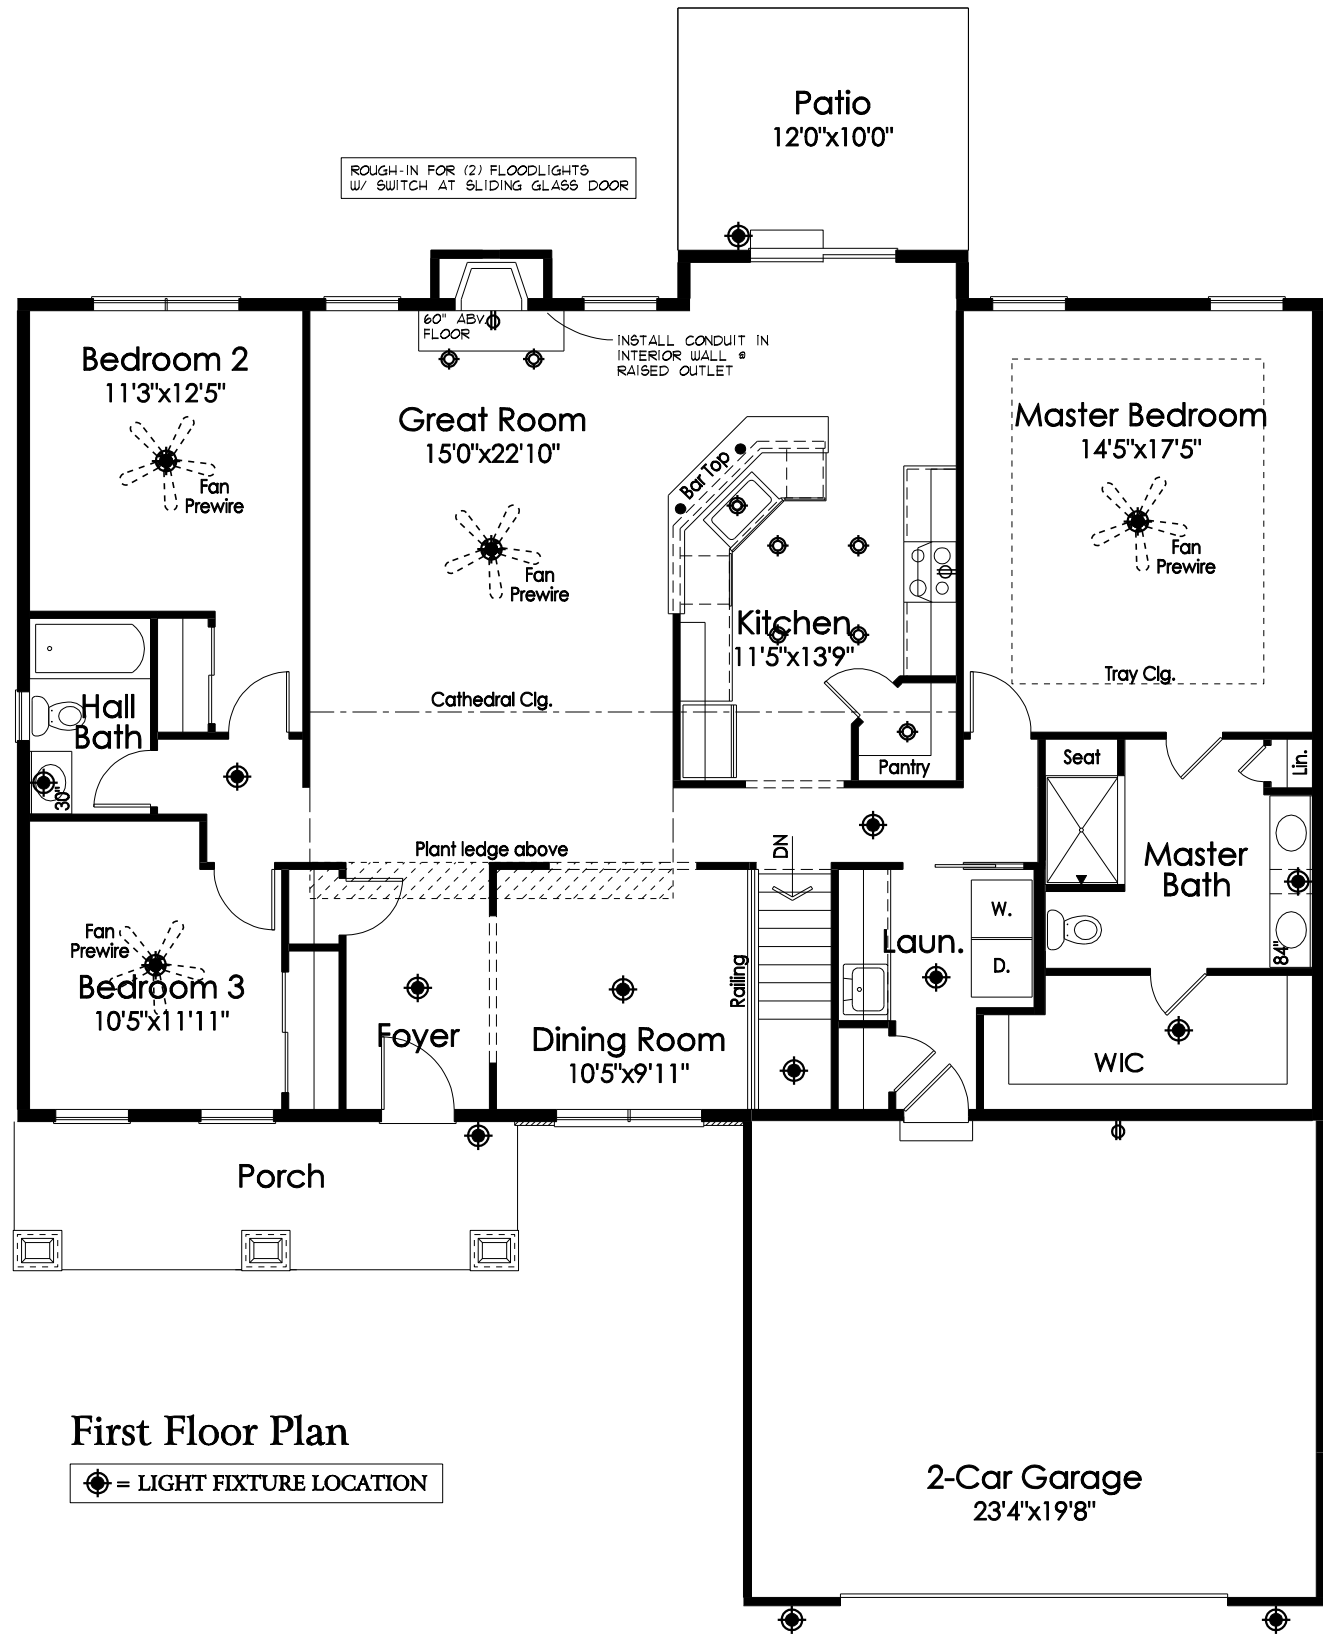 Patio
12'0"x10'0"
ROUGH-IN FOR (2) FLOODLIGHTS
W/ SWITCH AT SLIDING GLASS DOOR
60" ABV.
FLOOR
INSTALL CONDUIT IN
INTERIOR WALL @
RAISED OUTLET
Bedroom 2
11'3"x12'5"
Fan
Prewire
Great Room
15'0"x22'10"
Fan
Prewire
Bar Top
Master Bedroom
14'5"x17'5"
Fan
Prewire
Tray Clg.
Kitchen
11'5"x13'9"
Cathedral Clg.
Pantry
Hall
Bath
30"
Seat
Lin.
Plant ledge above
DN
Master
Bath
84"
W.
D.
Laun.
Railing
Fan
Prewire
Bedroom 3
10'5"x11'11"
Foyer
Dining Room
10'5"x9'11"
WIC
Porch
First Floor Plan
= LIGHT FIXTURE LOCATION
2-Car Garage
23'4"x19'8"